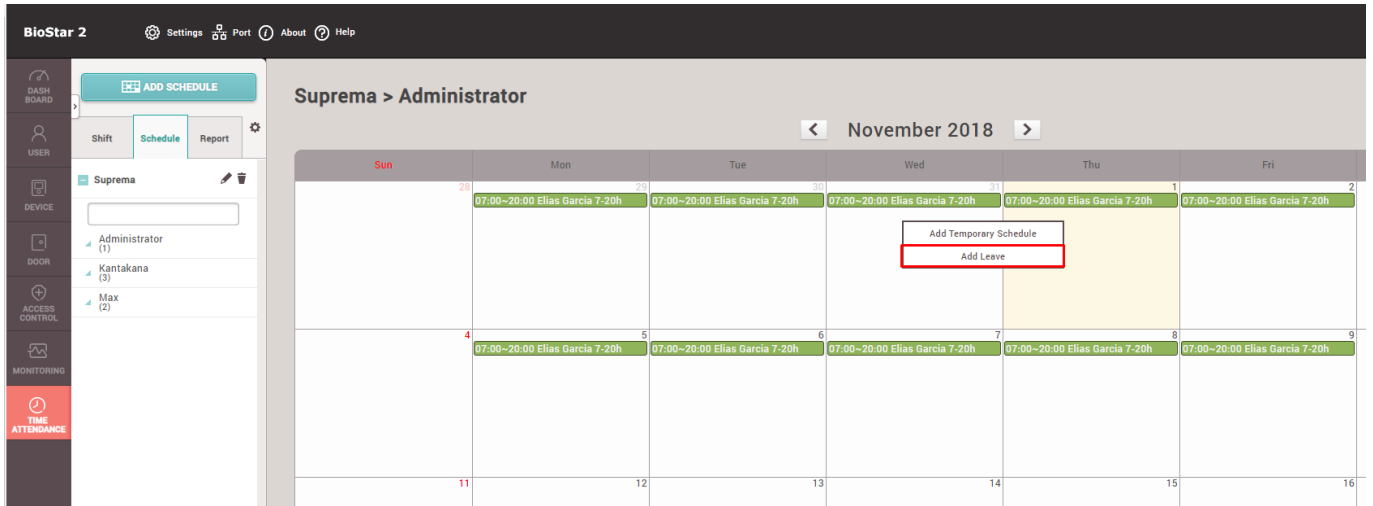 BioStar 2 Settings Port About Help
DASH
BOARD
USER
DEVICE
DOOR
ACCESS
CONTROL
MONITORING
TIME
ATTENDANCE
ADD SCHEDULE
Shift Schedule Report
Suprema
Administrator
(1)
Kantakana
(3)
Max
(2)
Suprema > Administrator
< November 2018 >
Sun Mon Tue Wed Thu Fri
28 29 30 31 1 2
07:00~20:00 Elias Garcia 7-20h 07:00~20:00 Elias Garcia 7-20h 07:00~20:00 Elias Garcia 7-20h 07:00~20:00 Elias Garcia 7-20h 07:00~20:00 Elias Garcia 7-20h
Add Temporary Schedule
Add Leave
4 5 6 7 8 9
07:00~20:00 Elias Garcia 7-20h 07:00~20:00 Elias Garcia 7-20h 07:00~20:00 Elias Garcia 7-20h 07:00~20:00 Elias Garcia 7-20h 07:00~20:00 Elias Garcia 7-20h
11 12 13 14 15 16